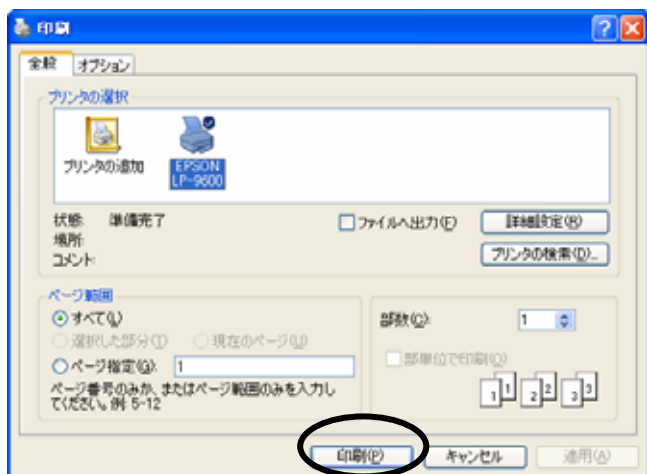 印刷
全般 オプション
プリンタの選択
プリンタの追加
EPSON
LP-9600
状態: 準備完了
場所:
コメント:
ファイルへ出力(F)
詳細設定(R)
プリンタの検索(D)...
ページ範囲
すべて(L)
選択した部分(T) 現在のページ(U)
ページ指定(G): 1
ページ番号のみか、またはページ範囲のみを入力し
てください。例: 5-12
部数(C): 1
部単位で印刷(O)
1 1 2 2 3 3
印刷(P) キャンセル 適用(A)